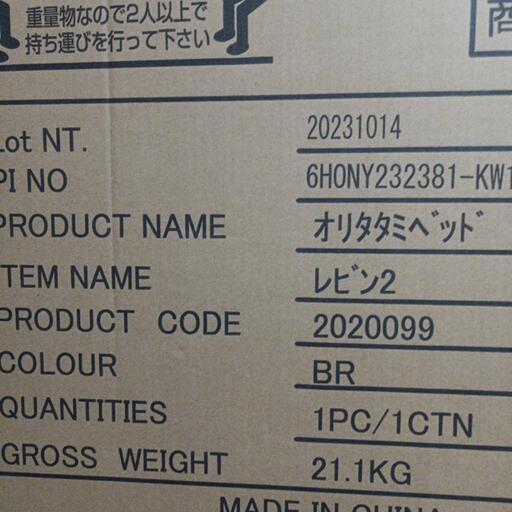 重量物なので2人以上で
持ち運びを行って下さい
Lot NT. 20231014
PI NO 6HONY232381-KW1
PRODUCT NAME オリタタミベッド
ITEM NAME レビン2
PRODUCT CODE 2020099
COLOUR BR
QUANTITIES 1PC/1CTN
GROSS WEIGHT 21.1KG
MADE IN CHINA